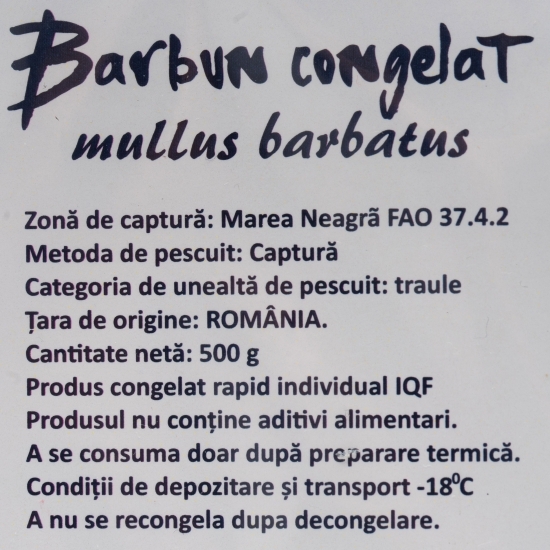 Barbun congelat
mullus barbatus
Zonă de captură: Marea Neagrã FAO 37.4.2
Metoda de pescuit: Captură
Categoria de unealtă de pescuit: traule
Țara de origine: ROMÂNIA.
Cantitate netă: 500 g
Produs congelat rapid individual IQF
Produsul nu conține aditivi alimentari.
A se consuma doar după preparare termică.
Condiții de depozitare și transport -18⁰C
A nu se recongela dupa decongelare.